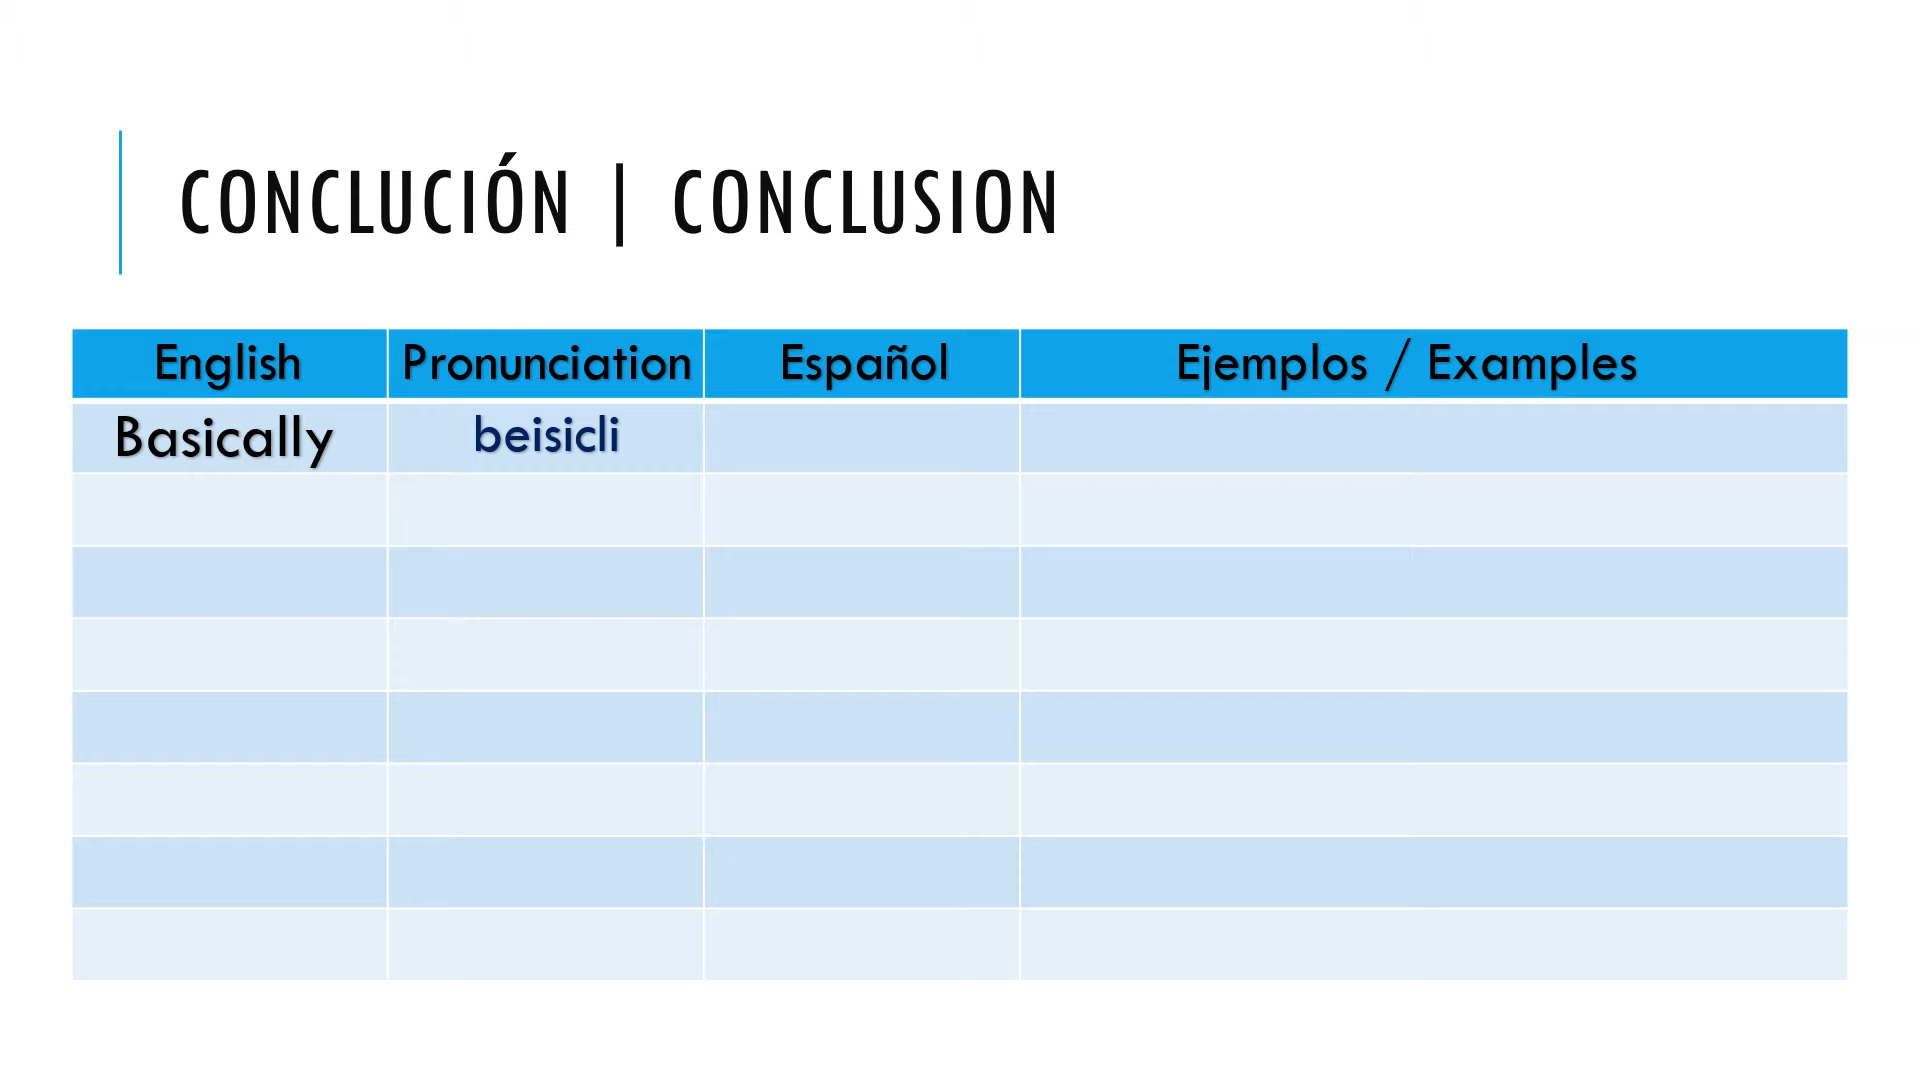 CONCLUCIÓN | CONCLUSION
English Pronunciation Español Ejemplos / Examples
Basically beisicli